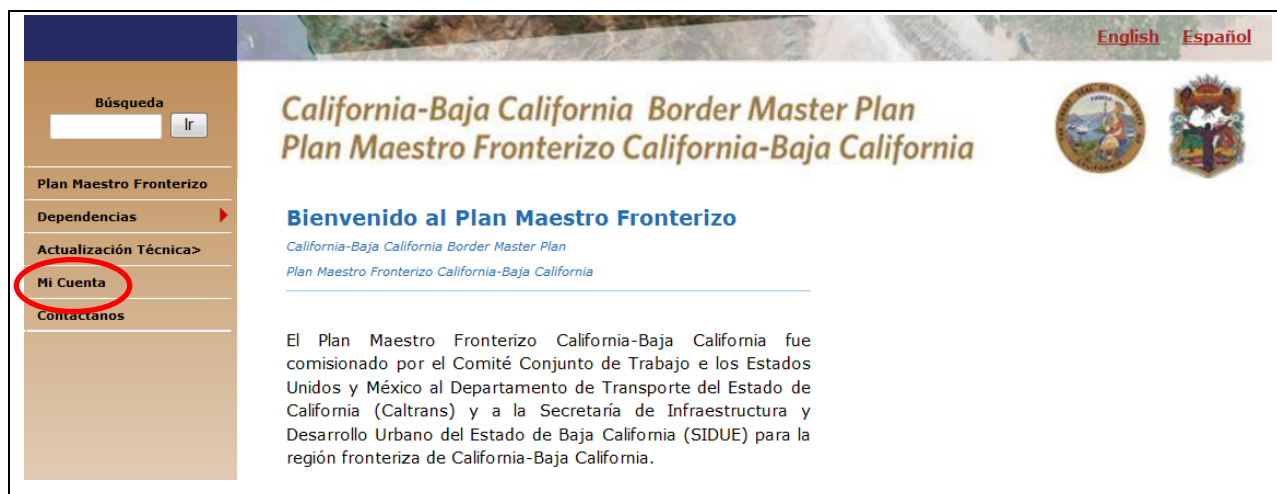 English Español
Búsqueda
Ir
Plan Maestro Fronterizo
Dependencias
Actualización Técnica>
Mi Cuenta
Contactanos
California-Baja California Border Master Plan
Plan Maestro Fronterizo California-Baja California
Bienvenido al Plan Maestro Fronterizo
California-Baja California Border Master Plan
Plan Maestro Fronterizo California-Baja California
El Plan Maestro Fronterizo California-Baja California fue
comisionado por el Comité Conjunto de Trabajo e los Estados
Unidos y México al Departamento de Transporte del Estado de
California (Caltrans) y a la Secretaría de Infraestructura y
Desarrollo Urbano del Estado de Baja California (SIDUE) para la
región fronteriza de California-Baja California.